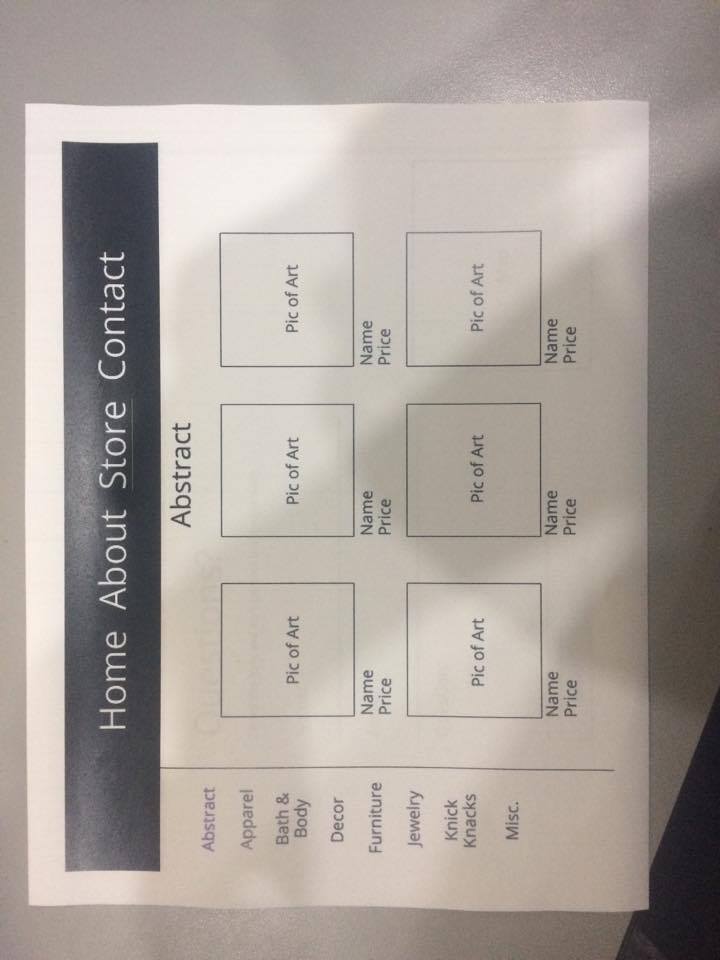 Home About Store Contact
Abstract
Apparel
Bath &
Body
Decor
Furniture
Jewelry
Knick
Knacks
Misc.
Abstract
Pic of Art
Pic of Art
Pic of Art
Name
Price
Name
Price
Name
Price
Pic of Art
Pic of Art
Pic of Art
Name
Price
Name
Price
Name
Price